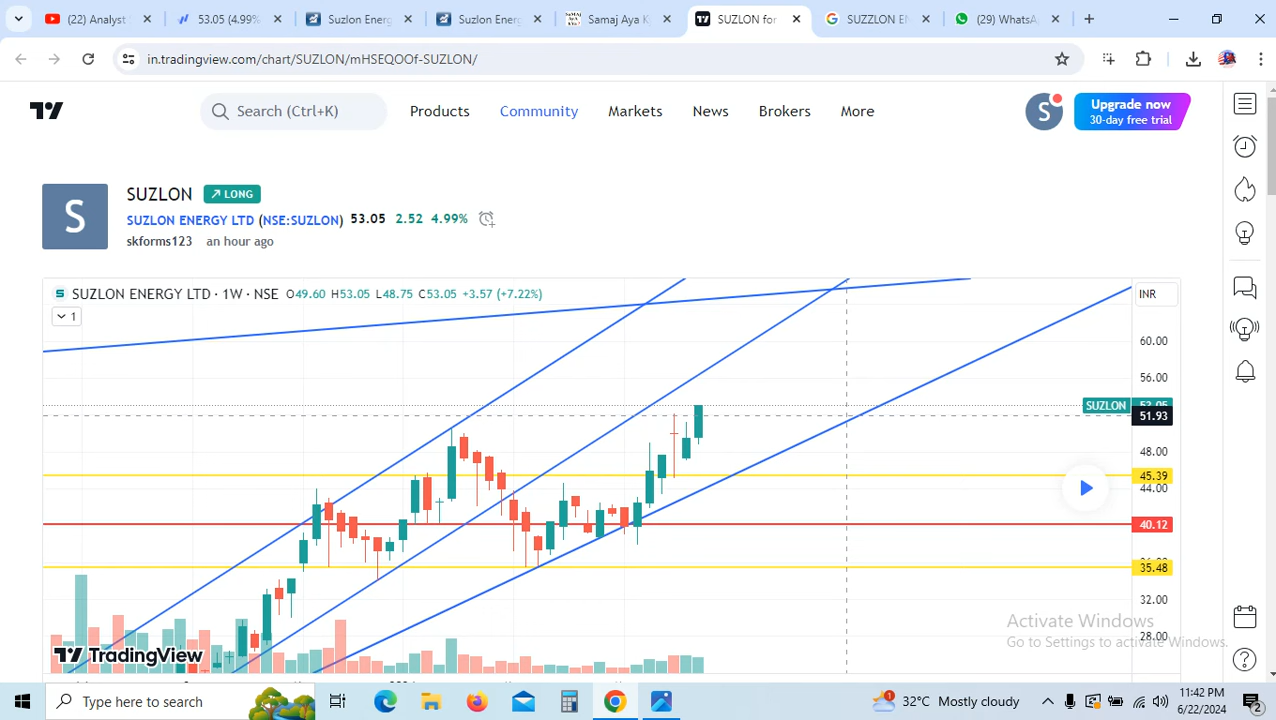 (22) Analyst
53.05 (4.99%
Suzlon Energ
Suzlon Energ
Samaj Aya K
SUZLON for
SUZZLON EN
(29) WhatsA
in.tradingview.com/chart/SUZLON/mHSEQOOf-SUZLON/
Search (Ctrl+K)
Products
Community
Markets
News
Brokers
More
S
Upgrade now
30-day free trial
S
SUZLON
LONG
SUZLON ENERGY LTD (NSE:SUZLON) 53.05 2.52 4.99%
skforms123 an hour ago
SUZLON ENERGY LTD · 1W · NSE O49.60 H53.05 L48.75 C53.05 +3.57 (+7.22%)
INR
1
60.00
56.00
SUZLON 53.05
51.93
48.00
45.39
44.00
40.12
35.48
32.00
28.00
TradingView
Activate Windows
Go to Settings to activate Windows.
Type here to search
1
32°C Mostly cloudy
11:42 PM
6/22/2024
2